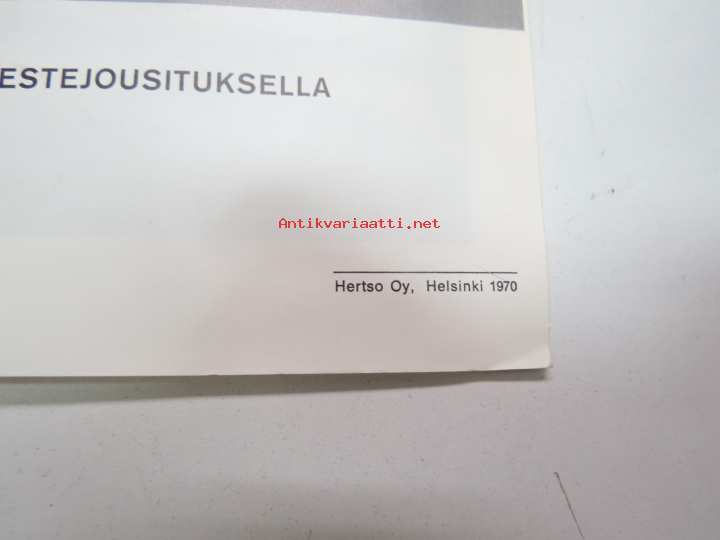 ESTEJOUSITUKSELLA
Antikvariaatti.net
Hertso Oy, Helsinki 1970